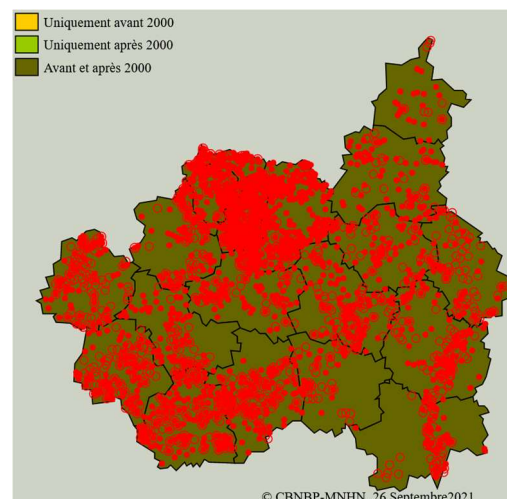 Uniquement avant 2000
Uniquement après 2000
Avant et après 2000
© CBNBP-MNHN, 26 Septembre2021